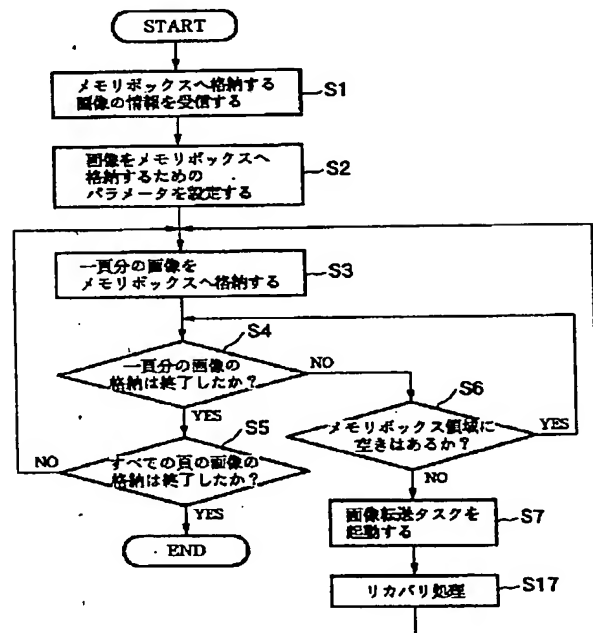 START
メモリボックスへ格納する
画像の情報を受信する
S1
画像をメモリボックスへ
格納するための
パラメータを設定する
S2
一頁分の画像を
メモリボックスへ格納する
S3
S4
一頁分の画像の
格納は終了したか?
NO
YES
S6
メモリボックス領域に
空きはあるか?
YES
NO
S5
すべての頁の画像の
格納は終了したか?
NO
YES
END
画像転送タスクを
起動する
S7
リカバリ処理
S17